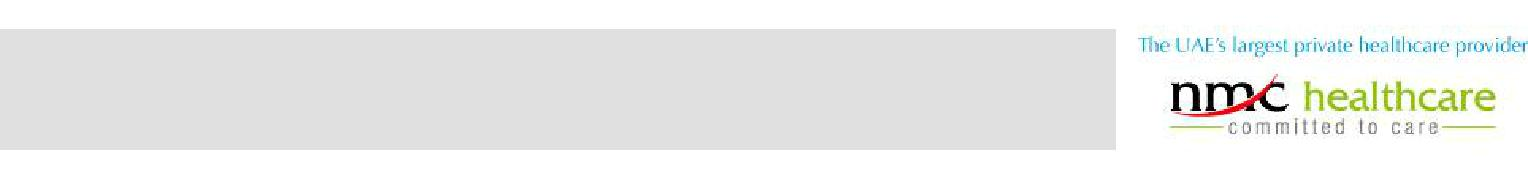 The UAE's largest private healthcare provider
nmc healthcare
committed to care